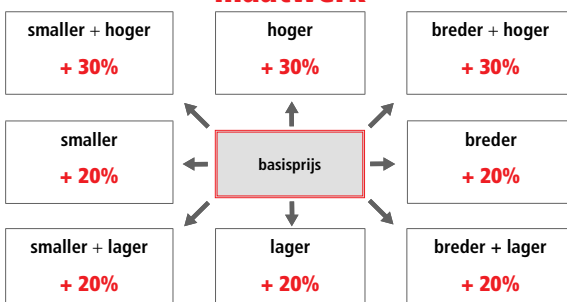 maatwerk
smaller + hoger
+ 30%
hoger
+ 30%
breder + hoger
+ 30%
smaller
+ 20%
basisprijs
breder
+ 20%
smaller + lager
+ 20%
lager
+ 20%
breder + lager
+ 20%